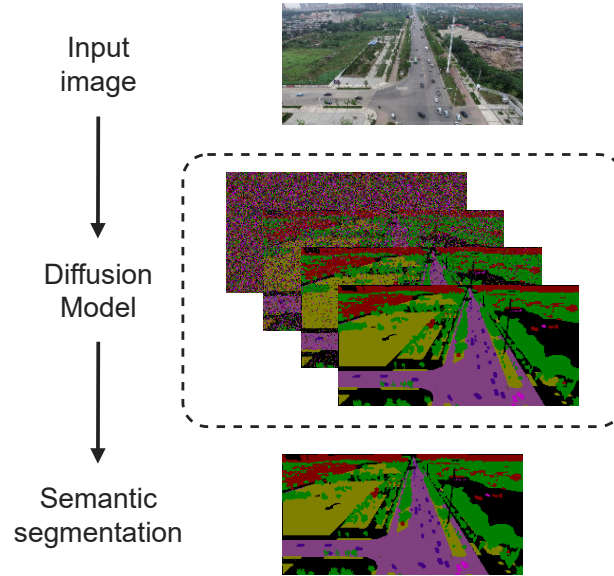 Input
image
Diffusion
Model
Semantic
segmentation